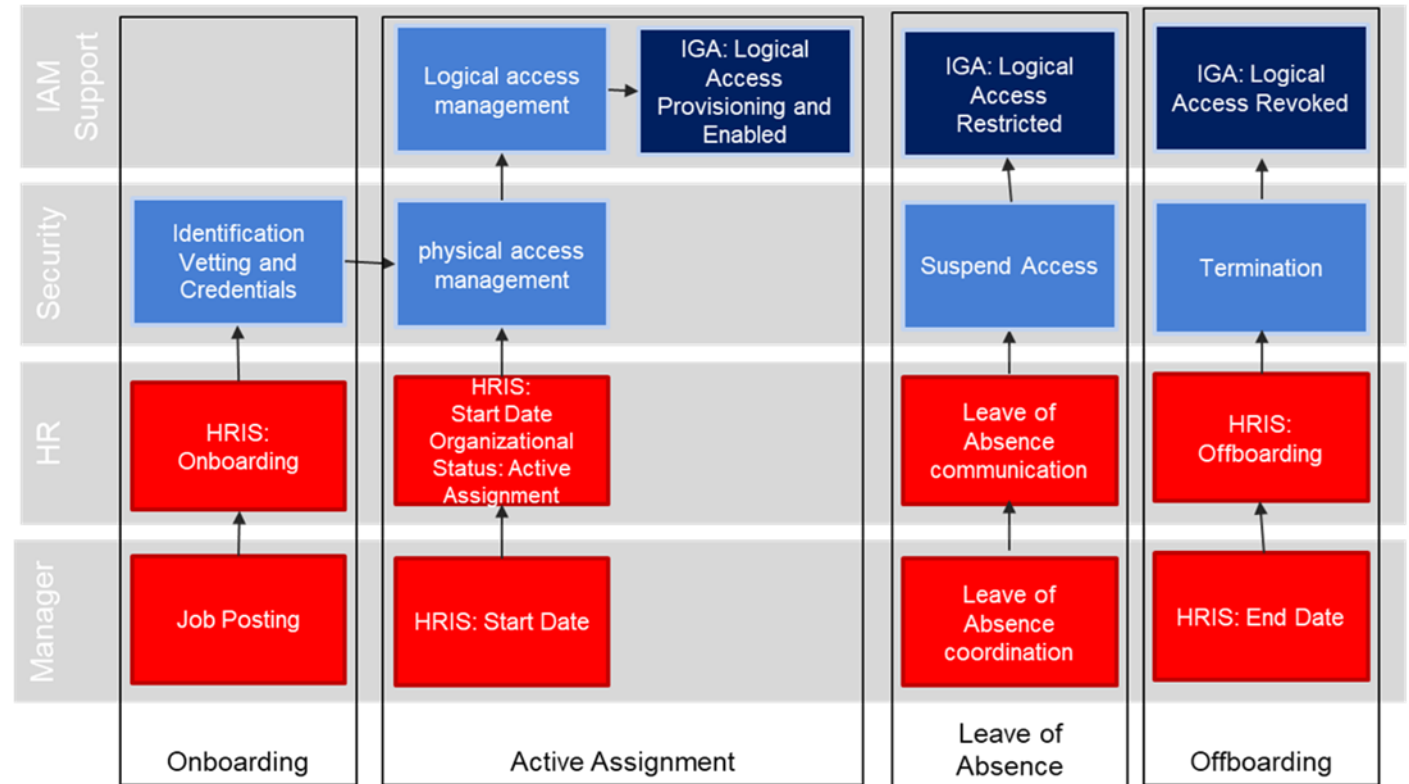 IAM
Support
Logical access
management
IGA: Logical
Access
Provisioning and
Enabled
IGA: Logical
Access
Restricted
IGA: Logical
Access Revoked
Security
Identification
Vetting and
Credentials
physical access
management
Suspend Access
Termination
HR
HRIS:
Onboarding
HRIS:
Start Date
Organizational
Status: Active
Assignment
Leave of
Absence
communication
HRIS:
Offboarding
Manager
Job Posting
HRIS: Start Date
Leave of
Absence
coordination
HRIS: End Date
Onboarding
Active Assignment
Leave of
Absence
Offboarding